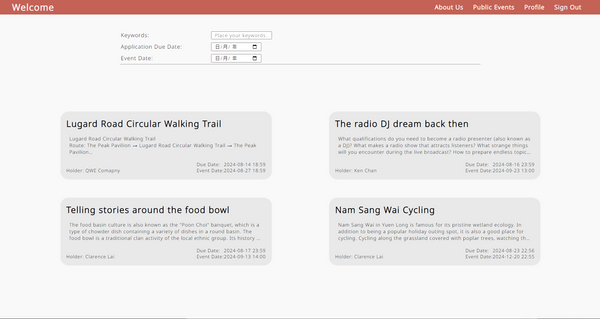 Welcome
About Us Public Events Profile Sign Out
Keywords: Place your keywords...
Application Due Date: 日/月/年
Event Date: 日/月/年
Lugard Road Circular Walking Trail
Lugard Road Circular Walking Trail
Route: The Peak Pavilion → Lugard Road Circular Walking Trail → The Peak
Pavilion...
Due Date: 2024-08-14 18:59
Holder: QWE Comapny Event Date:2024-08-27 18:59
The radio DJ dream back then
What qualifications do you need to become a radio presenter (also known as
a DJ)? What makes a radio show that attracts listeners? What strange things
will you encounter during the live broadcast? How to prepare endless topic...
Due Date: 2024-08-16 23:59
Holder: Ken Chan Event Date:2024-09-23 13:00
Telling stories around the food bowl
The food basin culture is also known as the "Poon Choi" banquet, which is a
type of chowder dish containing a variety of dishes in a round basin. The
food bowl is a traditional clan activity of the local ethnic group. Its history ...
Due Date: 2024-08-17 23:59
Holder: Clarence Lai Event Date:2024-09-13 14:00
Nam Sang Wai Cycling
Nam Sang Wai in Yuen Long is famous for its pristine wetland ecology. In
addition to being a popular holiday outing spot, it is also a good place for
cycling. Cycling along the grassland covered with poplar trees, watching th...
Due Date: 2024-08-23 22:56
Holder: Clarence Lai Event Date:2024-12-20 22:55